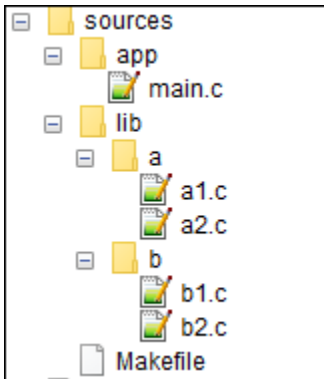 sources
app
main.c
lib
a
a1.c
a2.c
b
b1.c
b2.c
Makefile